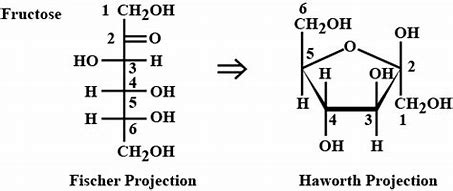 Fructose
1 CH₂OH
2 O
HO H
3
H 4 OH
5
H OH
6
CH₂OH
Fischer Projection
6
CH₂OH
O OH
5 H OH 2
H CH₂OH
4 3 1
OH H
Haworth Projection